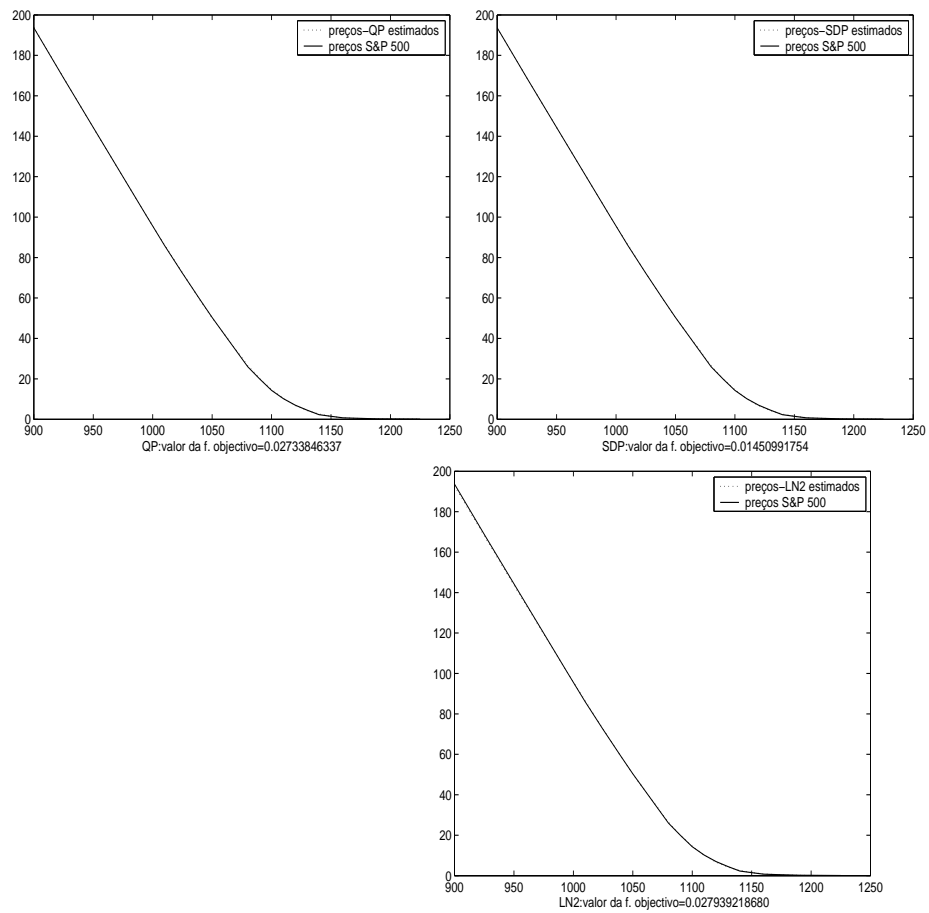 200
180
160
140
120
100
80
60
40
20
0
900 950 1000 1050 1100 1150 1200 1250
preços−QP estimados
preços S&P 500
QP:valor da f. objectivo=0.02733846337
200
180
160
140
120
100
80
60
40
20
0
900 950 1000 1050 1100 1150 1200 1250
preços−SDP estimados
preços S&P 500
SDP:valor da f. objectivo=0.01450991754
200
180
160
140
120
100
80
60
40
20
0
900 950 1000 1050 1100 1150 1200 1250
preços−LN2 estimados
preços S&P 500
LN2:valor da f. objectivo=0.027939218680